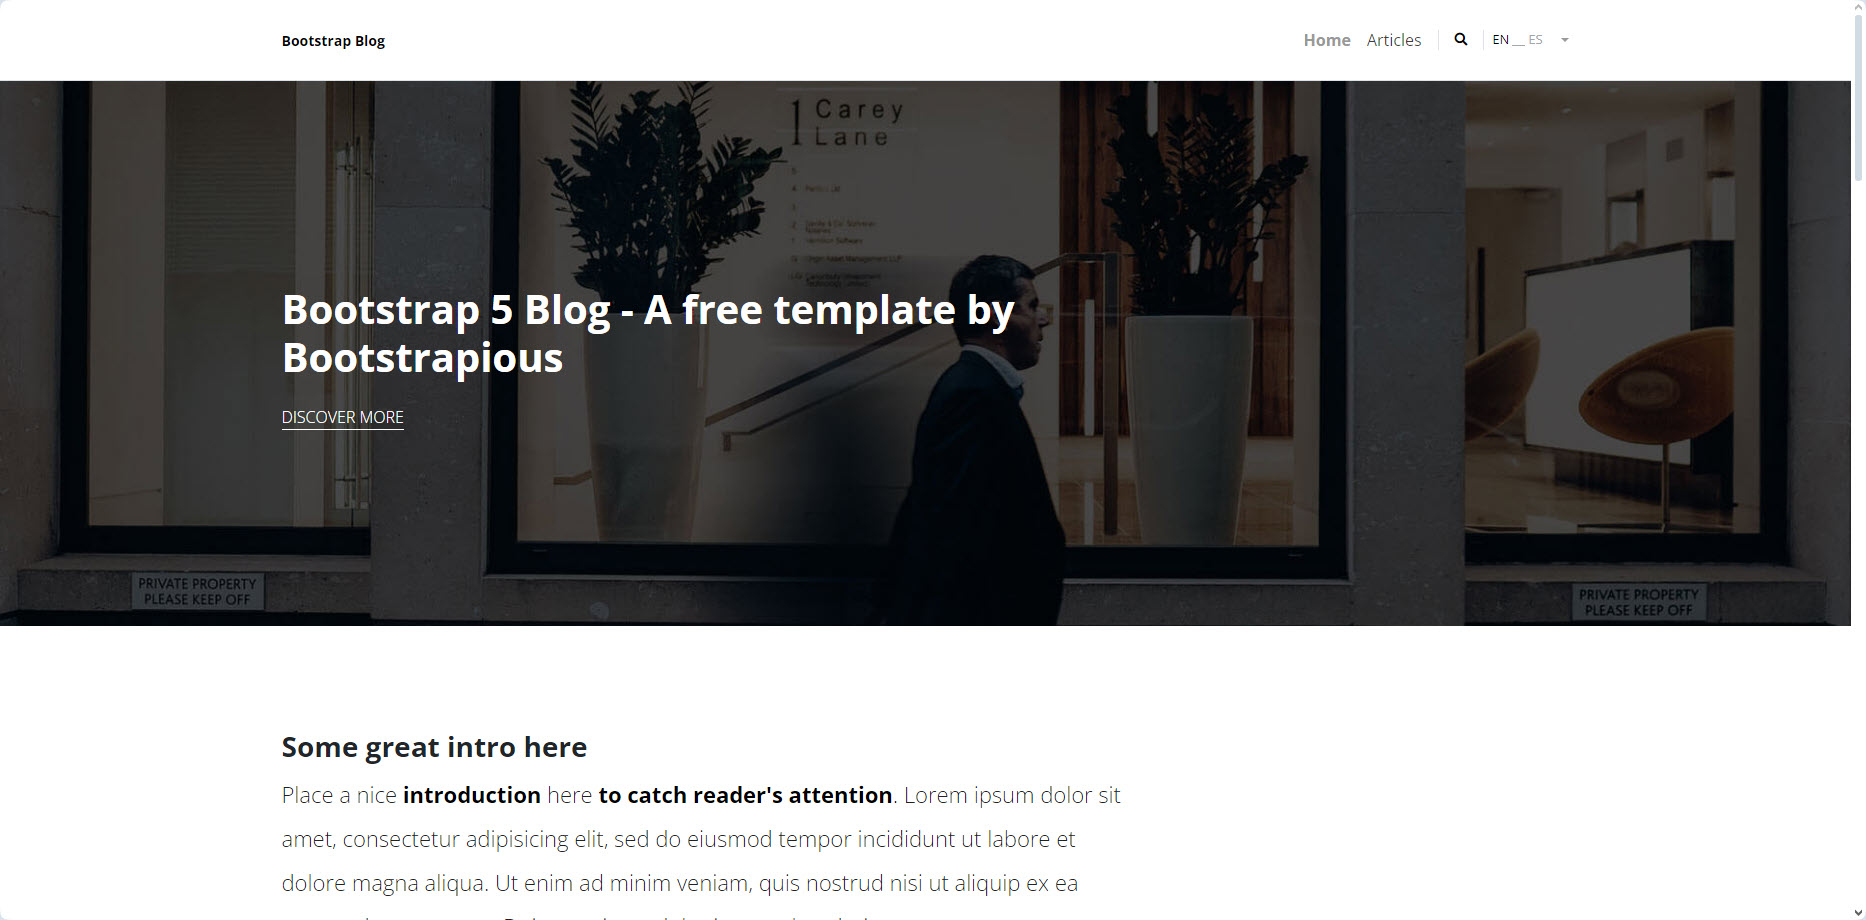 Bootstrap Blog
Home Articles EN __ ES
1 Carey
Lane
Bootstrap 5 Blog - A free template by
Bootstrapious
DISCOVER MORE
PRIVATE PROPERTY
PLEASE KEEP OFF
PRIVATE PROPERTY
PLEASE KEEP OFF
Some great intro here
Place a nice introduction here to catch reader's attention. Lorem ipsum dolor sit
amet, consectetur adipisicing elit, sed do eiusmod tempor incididunt ut labore et
dolore magna aliqua. Ut enim ad minim veniam, quis nostrud nisi ut aliquip ex ea